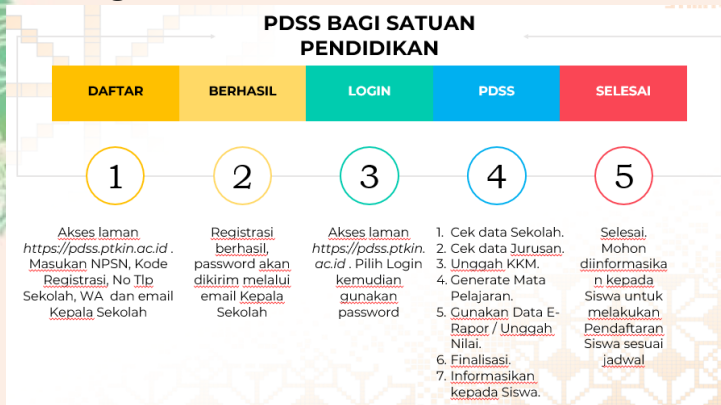 PDSS BAGI SATUAN
PENDIDIKAN
DAFTAR
BERHASIL
LOGIN
PDSS
SELESAI
1
2
3
4
5
Akses laman
https://pdss.ptkin.ac.id .
Masukan NPSN, Kode
Registrasi, No Tlp
Sekolah, WA dan email
Kepala Sekolah
Registrasi
berhasil,
password akan
dikirim melalui
email Kepala
Sekolah
Akses laman
https://pdss.ptkin.
ac.id . Pilih Login
kemudian
gunakan
password
1. Cek data Sekolah.
2. Cek data Jurusan.
3. Unggah KKM.
4. Generate Mata
Pelajaran.
5. Gunakan Data E-
Rapor / Unggah
Nilai.
6. Finalisasi.
7. Informasikan
kepada Siswa.
Selesai.
Mohon
diinformasika
n kepada
Siswa untuk
melakukan
Pendaftaran
Siswa sesuai
jadwal